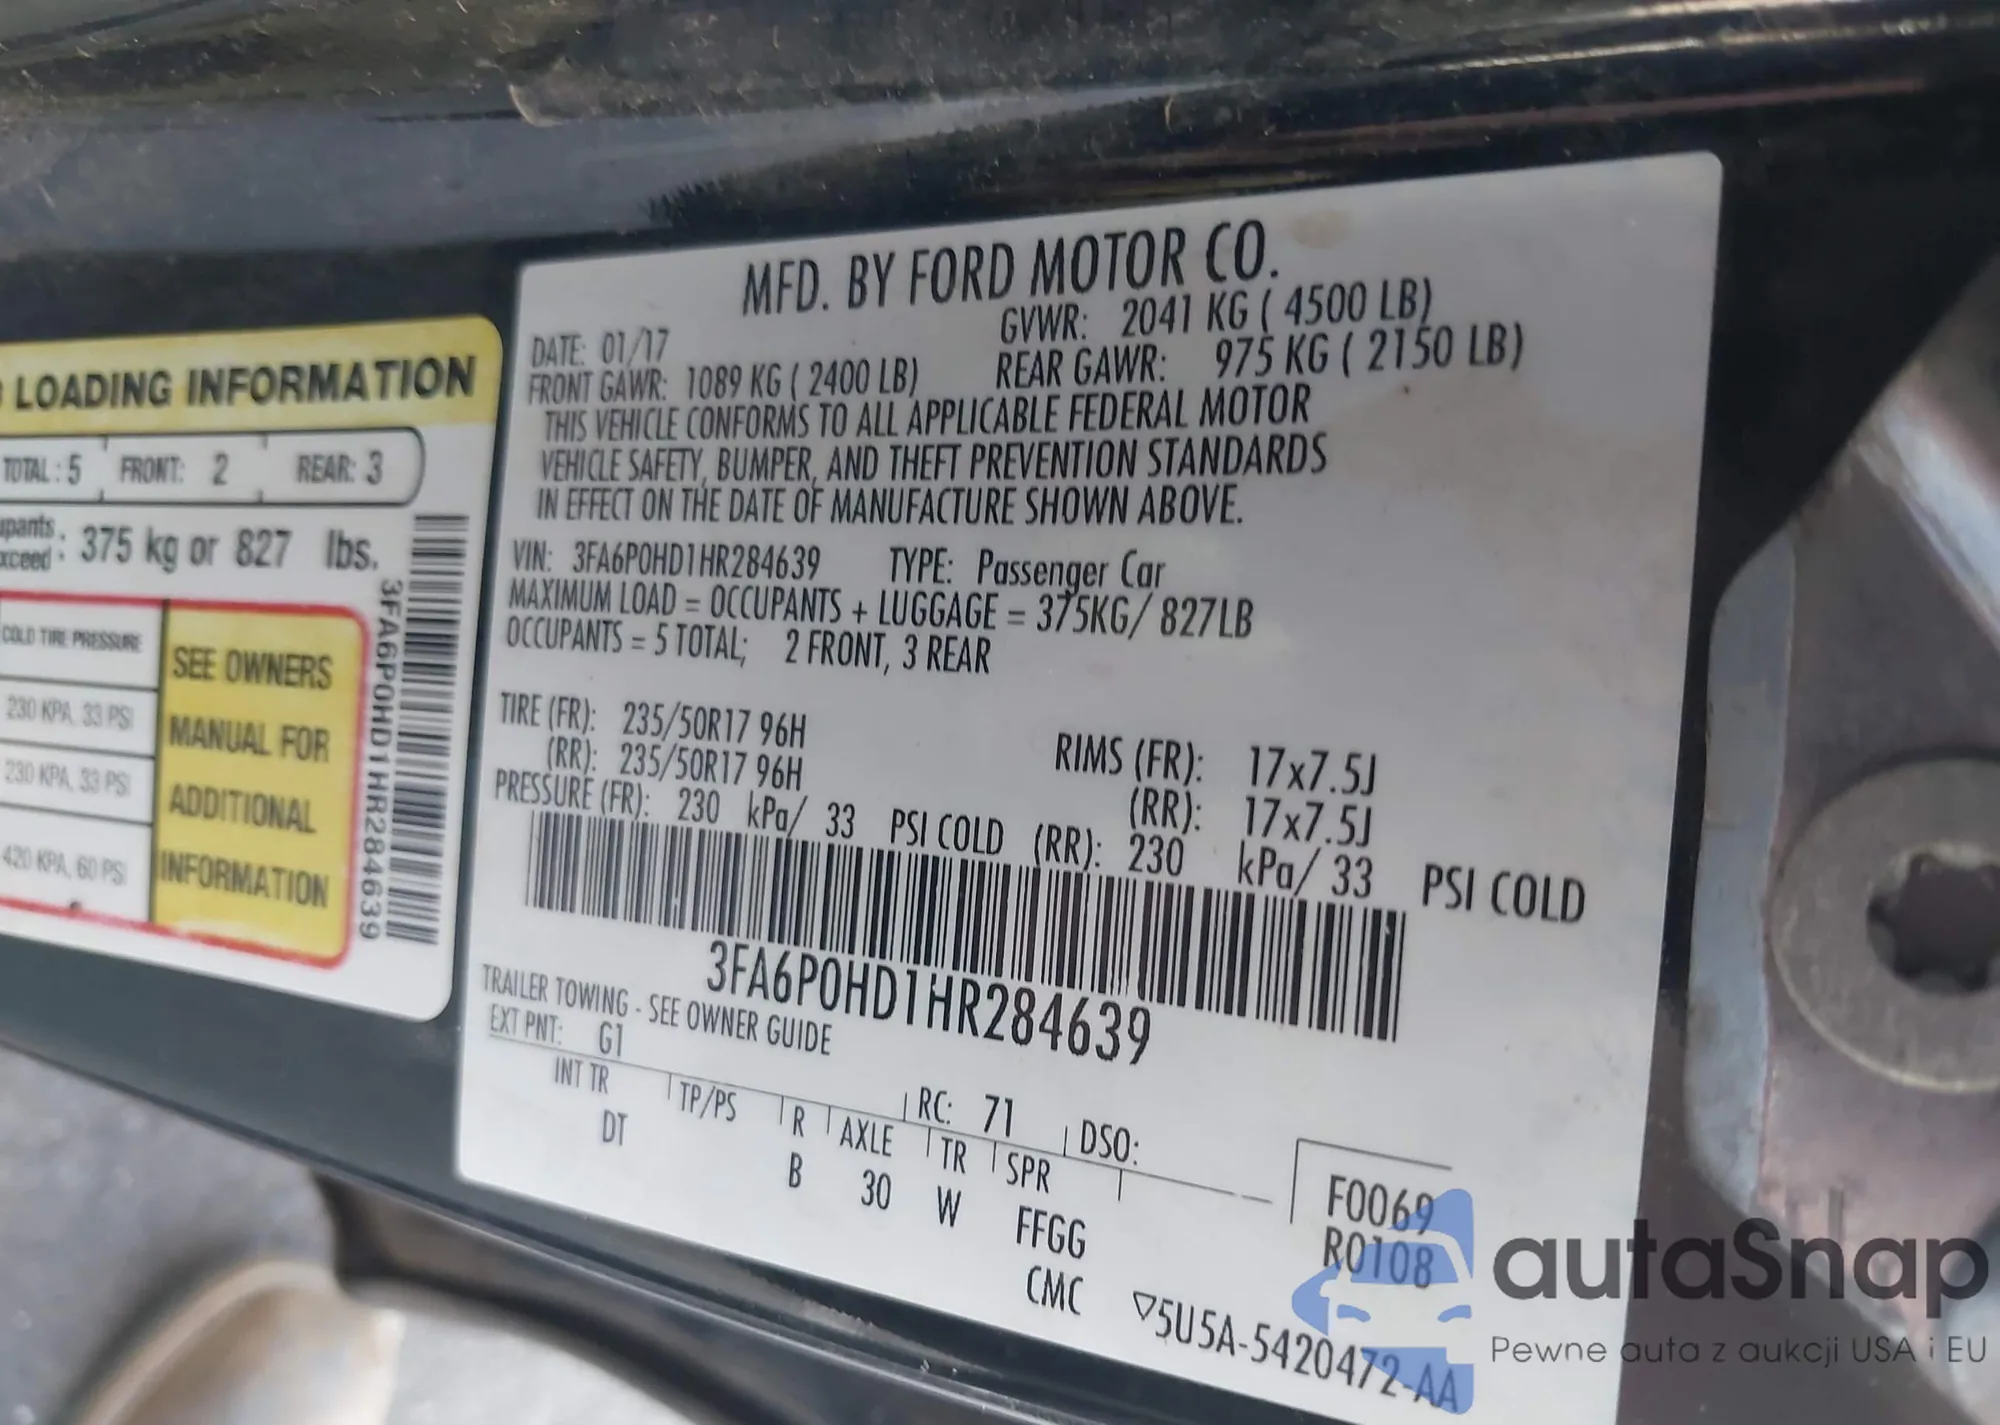 LOADING INFORMATION
TOTAL: 5 FRONT: 2 REAR: 3
375 kg or 827 lbs.
COLD TIRE PRESSURE
230 KPA, 33 PSI
230 KPA, 33 PSI
420 KPA, 60 PSI
SEE OWNERS
MANUAL FOR
ADDITIONAL
INFORMATION
3FA6P0HD1HR284639
MFD. BY FORD MOTOR CO.
DATE: 01/17 GVWR: 2041 KG ( 4500 LB)
FRONT GAWR: 1089 KG ( 2400 LB) REAR GAWR: 975 KG ( 2150 LB)
THIS VEHICLE CONFORMS TO ALL APPLICABLE FEDERAL MOTOR
VEHICLE SAFETY, BUMPER, AND THEFT PREVENTION STANDARDS
IN EFFECT ON THE DATE OF MANUFACTURE SHOWN ABOVE.
VIN: 3FA6P0HD1HR284639 TYPE: Passenger Car
MAXIMUM LOAD = OCCUPANTS + LUGGAGE = 375KG/ 827LB
OCCUPANTS = 5 TOTAL; 2 FRONT, 3 REAR
TIRE (FR): 235/50R17 96H RIMS (FR): 17x7.5J
(RR): 235/50R17 96H (RR): 17x7.5J
PRESSURE (FR): 230 kPa/ 33 PSI COLD (RR): 230 kPa/ 33 PSI COLD
3FA6P0HD1HR284639
TRAILER TOWING - SEE OWNER GUIDE
EXT PNT: G1 RC: 71 DSO:
INT TR TP/PS R AXLE TR SPR
DT B 30 W FFGG
CMC
F0069
R0108
▽5U5A-5420472-AA
autaSnap
Pewne auta z aukcji USA i EU